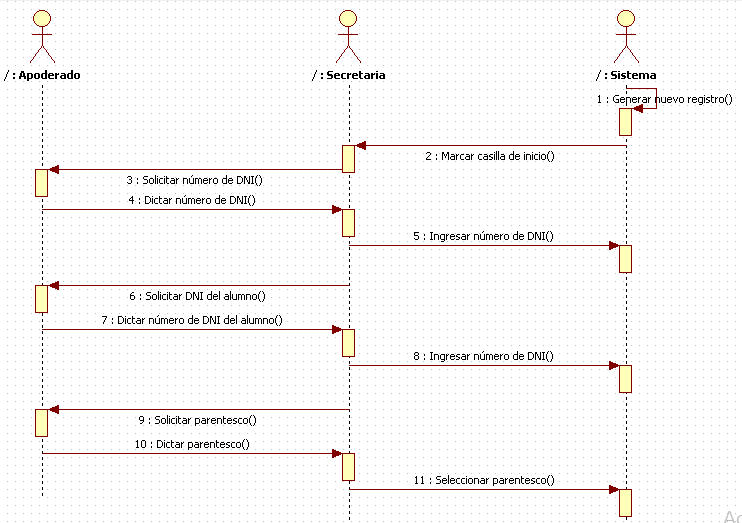 / : Apoderado
/ : Secretaria
/ : Sistema
1 : Generar nuevo registro()
2 : Marcar casilla de inicio()
3 : Solicitar número de DNI()
4 : Dictar número de DNI()
5 : Ingresar número de DNI()
6 : Solicitar DNI del alumno()
7 : Dictar número de DNI del alumno()
8 : Ingresar número de DNI()
9 : Solicitar parentesco()
10 : Dictar parentesco()
11 : Seleccionar parentesco()